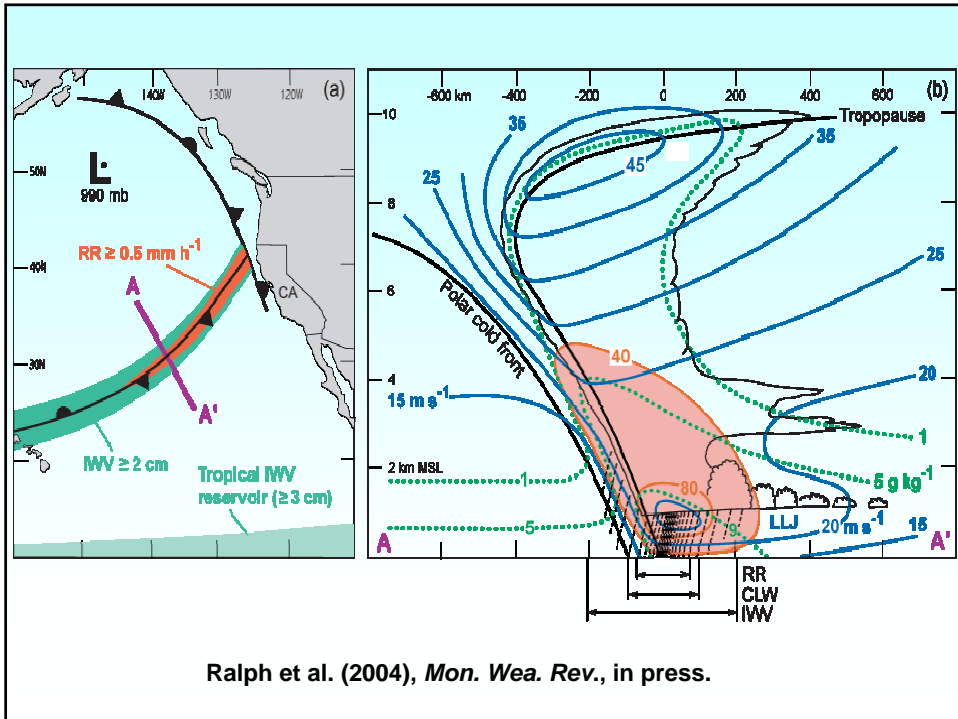 140W 130W 120W (a)
50N
L
990 mb
RR ≥ 0.5 mm h⁻¹
40N
A
CA
30N
A'
IWV ≥ 2 cm
Tropical IWV
reservoir (≥ 3 cm)
-600 km -400 -200 0 200 400 600 (b)
10
Tropopause
35
35
45
25
8
25
6
Polar cold front
40
4
20
15 m s⁻¹
1
2 km MSL
1
5 g kg⁻¹
80
5
9
LLJ
20 m s⁻¹
15
A
A'
RR
CLW
IWV
Ralph et al. (2004), Mon. Wea. Rev., in press.